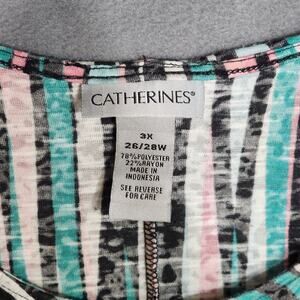 CATHERINES®
3X
26/28W
78%POLYESTER
22%RAYON
MADE IN
INDONESIA
SEE REVERSE
FOR CARE